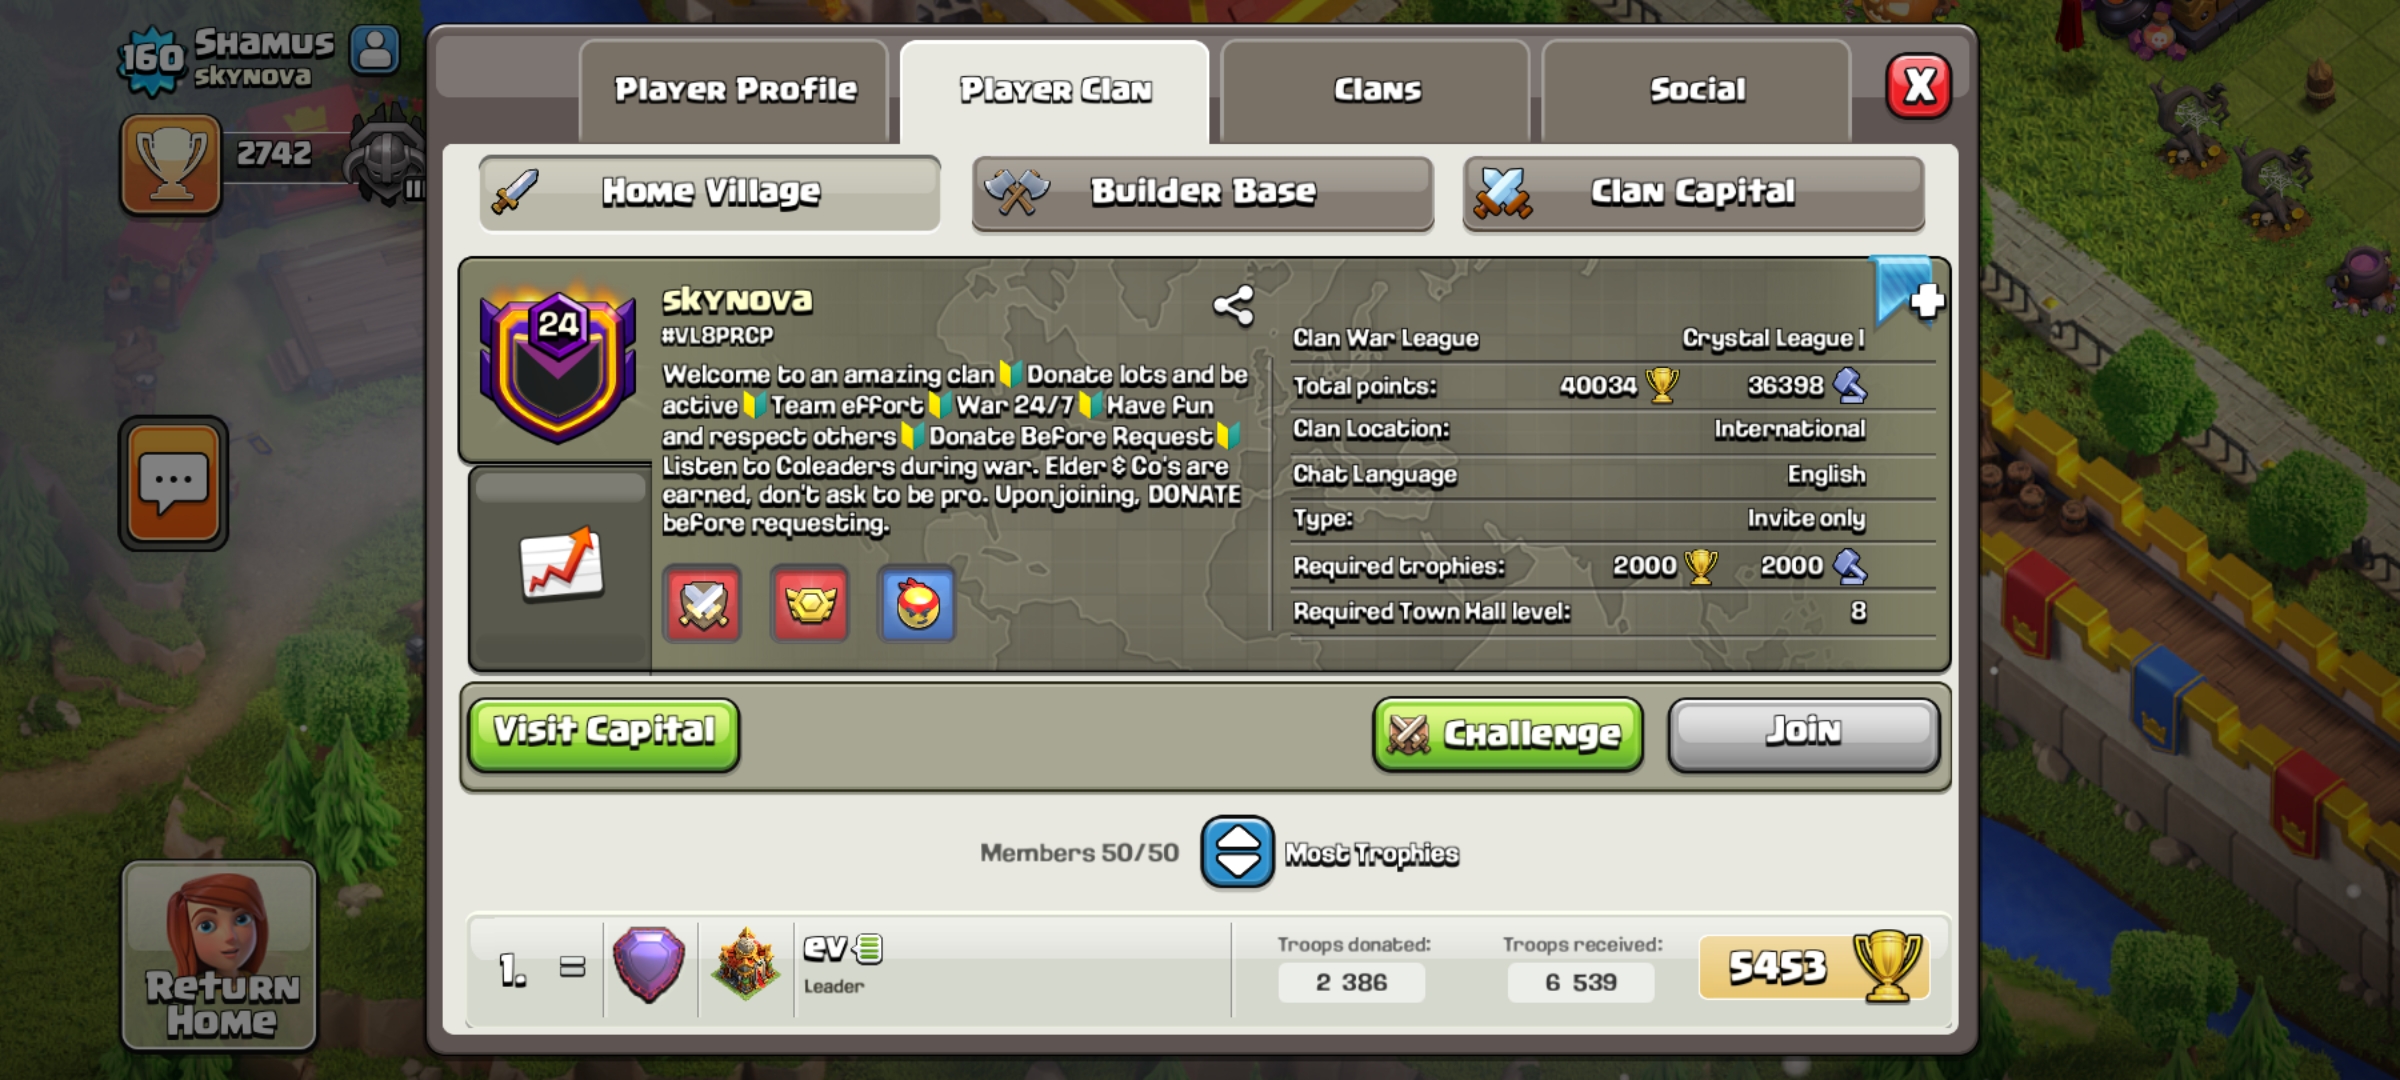 160
Shamus
skynova
2742
Player Profile
Player Clan
Clans
Social
X
Home Village
Builder Base
Clan Capital
24
skynova
#VL8PRCP
Welcome to an amazing clan🔰Donate lots and be
active🔰Team effort🔰War 24/7🔰Have fun
and respect others🔰Donate Before Request🔰
Listen to Coleaders during war. Elder & Co's are
earned, don't ask to be pro. Upon joining, DONATE
before requesting.
Clan War League Crystal League I
Total points: 40034 36398
Clan Location: International
Chat Language English
Type: Invite only
Required trophies: 2000 2000
Required Town Hall level: 8
Visit Capital
Challenge
Join
Members 50/50
Most Trophies
1. =
ev
Leader
Troops donated:
2 386
Troops received:
6 539
5453
Return
Home